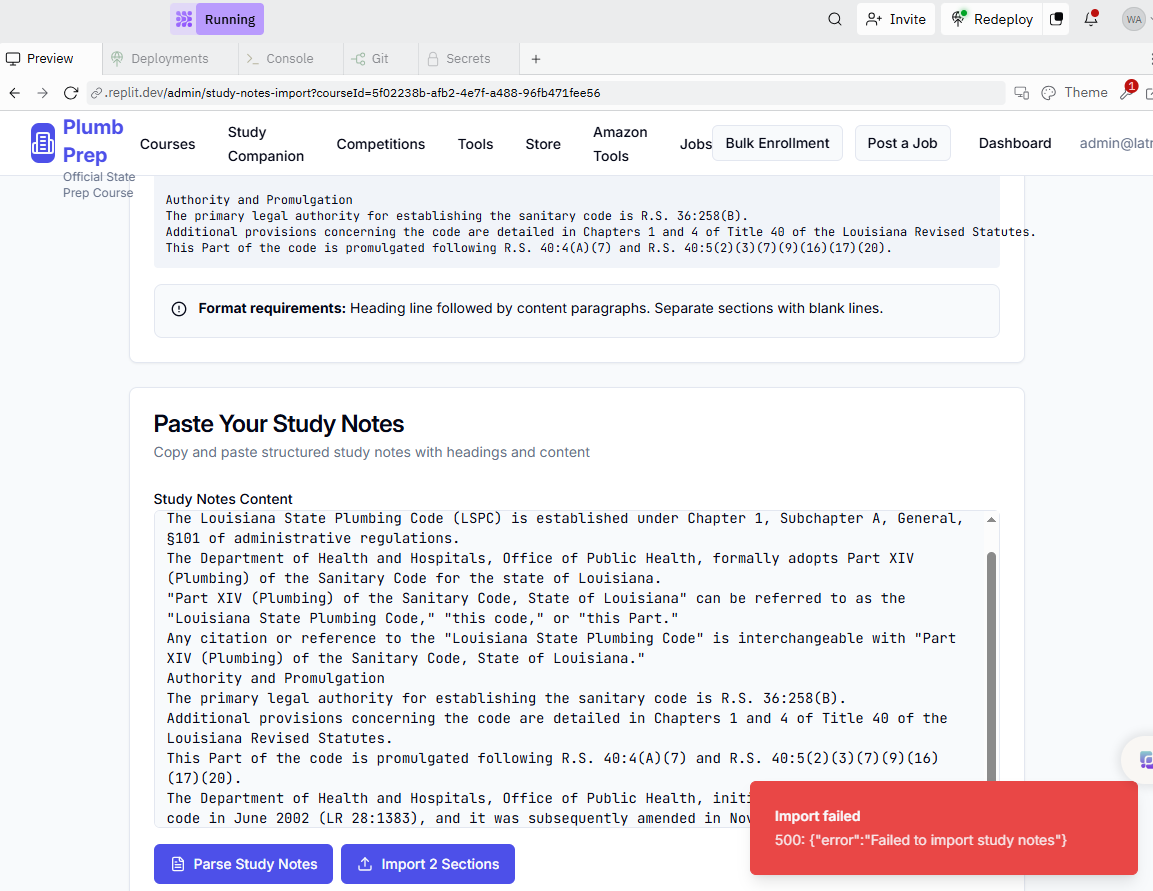 Running
Invite
Redeploy
WA
Preview
Deployments
Console
Git
Secrets
.replit.dev/admin/study-notes-import?courseId=5f02238b-afb2-4e7f-a488-96fb471fee56
Theme
1
Plumb Prep
Official State Prep Course
Courses
Study Companion
Competitions
Tools
Store
Amazon Tools
Jobs
Bulk Enrollment
Post a Job
Dashboard
admin@latr
Authority and Promulgation
The primary legal authority for establishing the sanitary code is R.S. 36:258(B).
Additional provisions concerning the code are detailed in Chapters 1 and 4 of Title 40 of the Louisiana Revised Statutes.
This Part of the code is promulgated following R.S. 40:4(A)(7) and R.S. 40:5(2)(3)(7)(9)(16)(17)(20).
Format requirements: Heading line followed by content paragraphs. Separate sections with blank lines.
Paste Your Study Notes
Copy and paste structured study notes with headings and content
Study Notes Content
The Louisiana State Plumbing Code (LSPC) is established under Chapter 1, Subchapter A, General,
§101 of administrative regulations.
The Department of Health and Hospitals, Office of Public Health, formally adopts Part XIV
(Plumbing) of the Sanitary Code for the state of Louisiana.
"Part XIV (Plumbing) of the Sanitary Code, State of Louisiana" can be referred to as the
"Louisiana State Plumbing Code," "this code," or "this Part."
Any citation or reference to the "Louisiana State Plumbing Code" is interchangeable with "Part
XIV (Plumbing) of the Sanitary Code, State of Louisiana."
Authority and Promulgation
The primary legal authority for establishing the sanitary code is R.S. 36:258(B).
Additional provisions concerning the code are detailed in Chapters 1 and 4 of Title 40 of the
Louisiana Revised Statutes.
This Part of the code is promulgated following R.S. 40:4(A)(7) and R.S. 40:5(2)(3)(7)(9)(16)
(17)(20).
The Department of Health and Hospitals, Office of Public Health, initi
code in June 2002 (LR 28:1383), and it was subsequently amended in Nov
Parse Study Notes
Import 2 Sections
Import failed
500: {"error":"Failed to import study notes"}